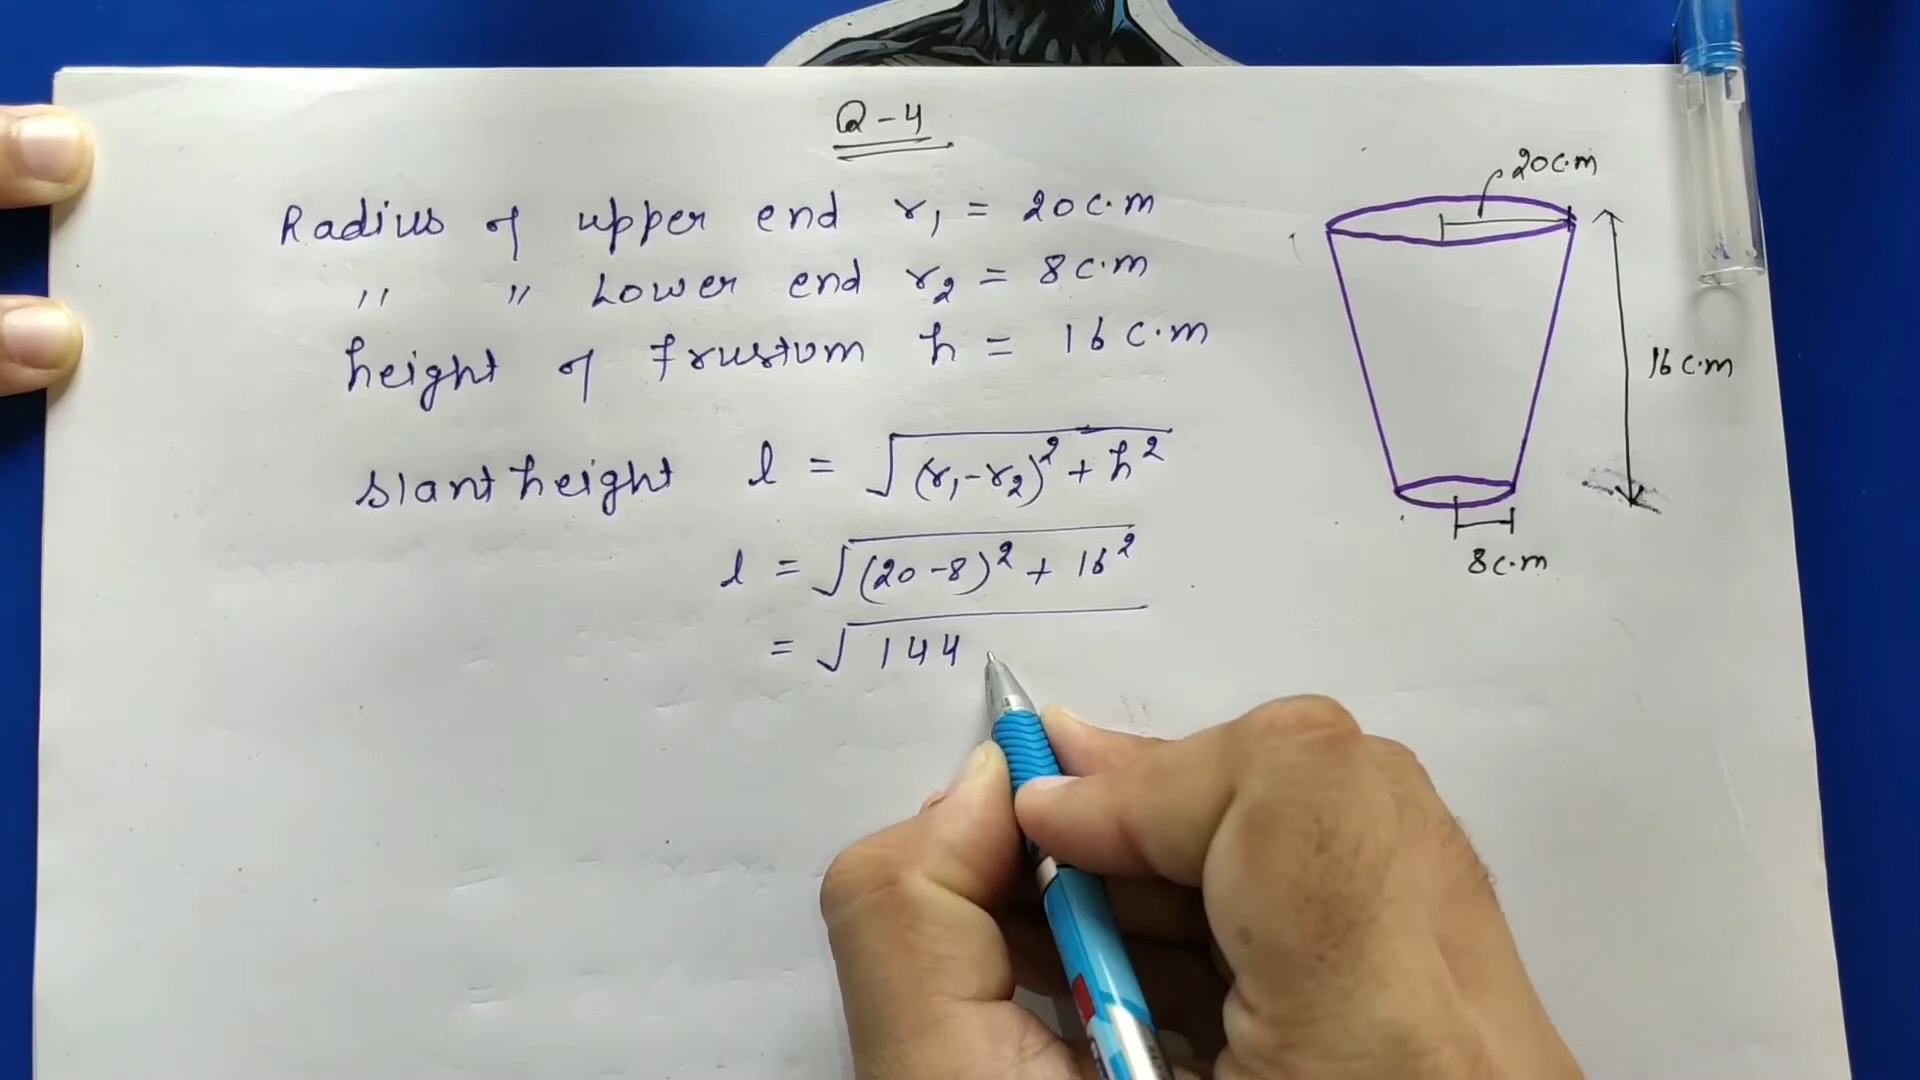 Q-4
Radius of upper end r₁ = 20c.m
" " Lower end r₂ = 8c.m
height of frustum h = 16c.m
slant height l = √(r₁-r₂)² + h²
l = √(20-8)² + 16²
= √144
20c.m
16c.m
8c.m